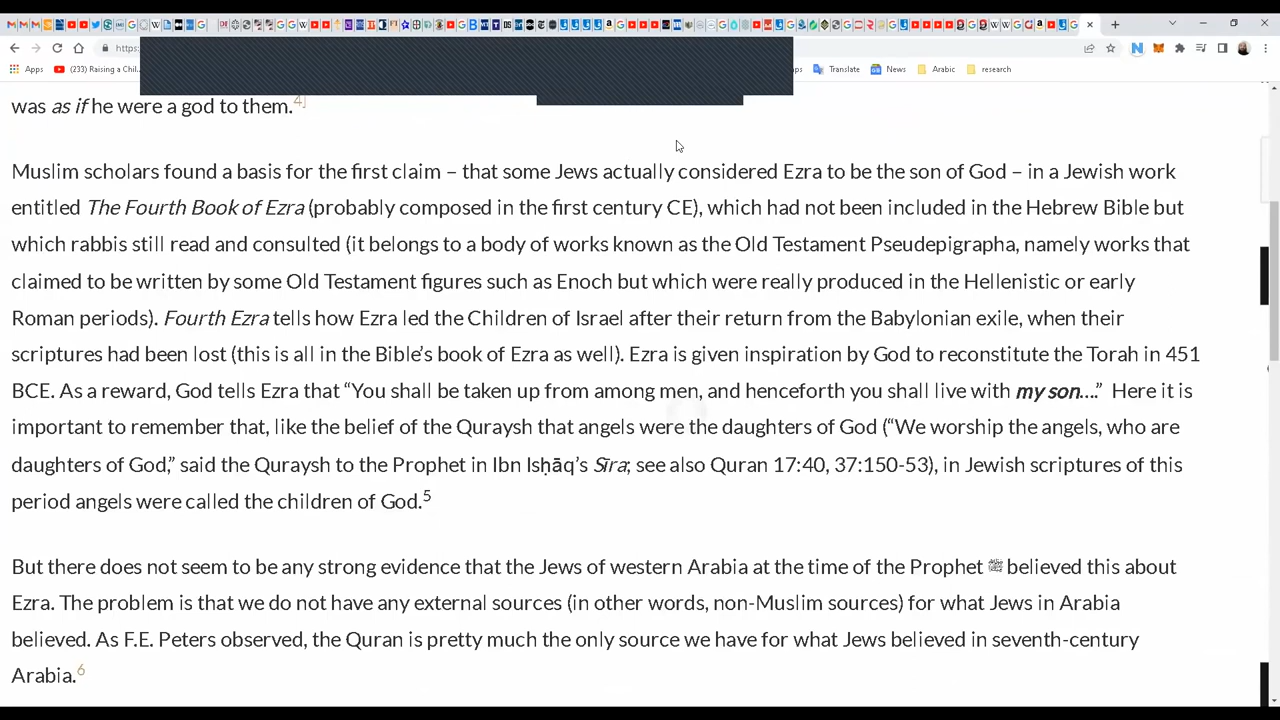 https:
Apps (233) Raising a Chil... ps Translate News Arabic research
was as if he were a god to them.4]
Muslim scholars found a basis for the first claim – that some Jews actually considered Ezra to be the son of God – in a Jewish work
entitled The Fourth Book of Ezra (probably composed in the first century CE), which had not been included in the Hebrew Bible but
which rabbis still read and consulted (it belongs to a body of works known as the Old Testament Pseudepigrapha, namely works that
claimed to be written by some Old Testament figures such as Enoch but which were really produced in the Hellenistic or early
Roman periods). Fourth Ezra tells how Ezra led the Children of Israel after their return from the Babylonian exile, when their
scriptures had been lost (this is all in the Bible’s book of Ezra as well). Ezra is given inspiration by God to reconstitute the Torah in 451
BCE. As a reward, God tells Ezra that “You shall be taken up from among men, and henceforth you shall live with my son….” Here it is
important to remember that, like the belief of the Quraysh that angels were the daughters of God (“We worship the angels, who are
daughters of God,” said the Quraysh to the Prophet in Ibn Isḥāq’s Sīra; see also Quran 17:40, 37:150-53), in Jewish scriptures of this
period angels were called the children of God.5
But there does not seem to be any strong evidence that the Jews of western Arabia at the time of the Prophet ﷺ believed this about
Ezra. The problem is that we do not have any external sources (in other words, non-Muslim sources) for what Jews in Arabia
believed. As F.E. Peters observed, the Quran is pretty much the only source we have for what Jews believed in seventh-century
Arabia.6